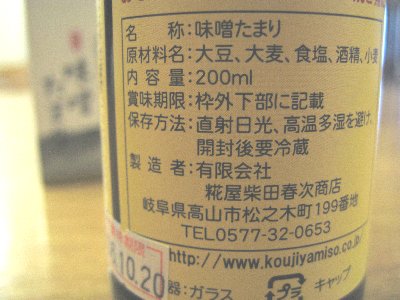 名　　称:味噌たまり
原材料名:大豆、大麦、食塩、酒精、小麦
内 容 量:200ml
賞味期限:枠外下部に記載
保存方法:直射日光、高温多湿を避け、
開封後要冷蔵
製 造 者:有限会社
糀屋柴田春次商店
岐阜県高山市松之木町199番地
TEL0577-32-0653
http://www.koujiyamiso.co.jp
.10.20
器:ガラス
キャップ
プラ
味噌